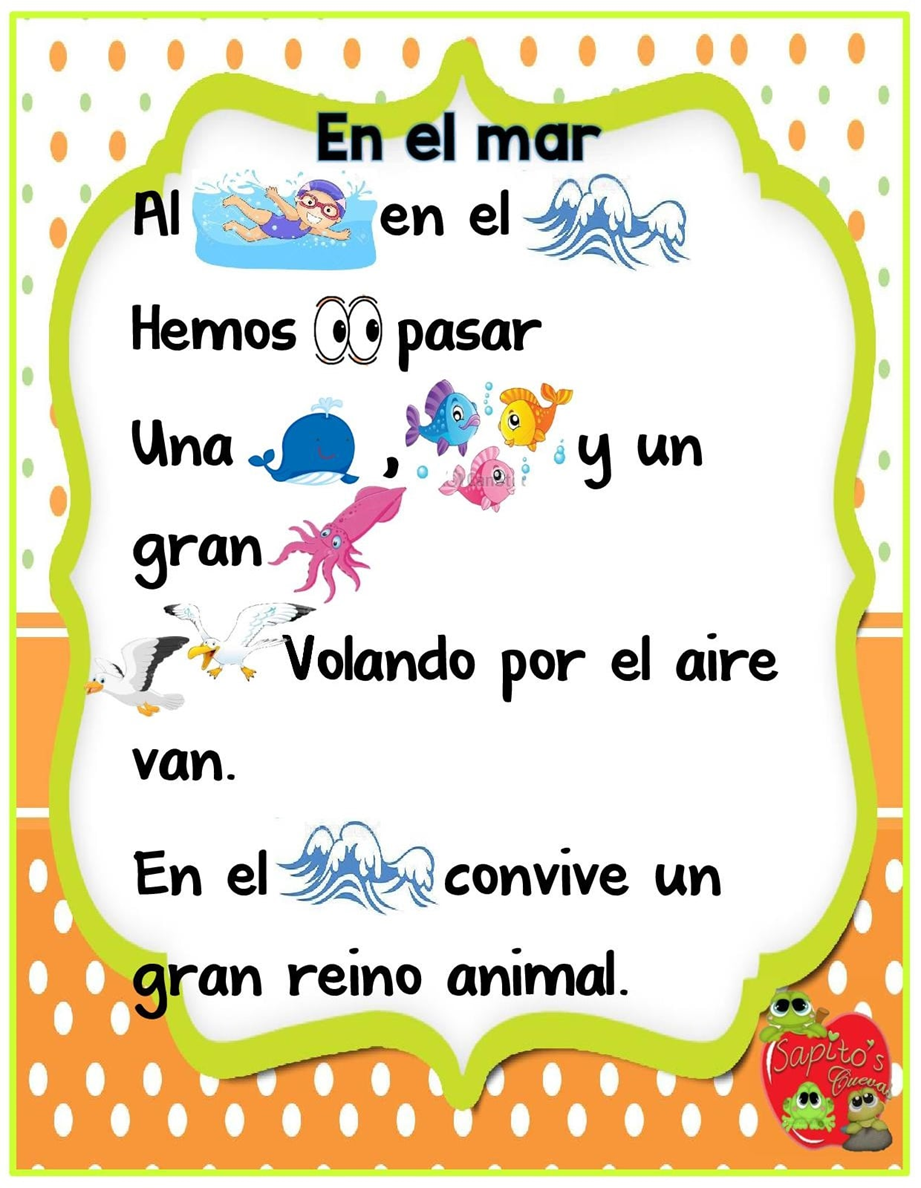 En el mar
Al en el
Hemos pasar
Una , y un
gran
Volando por el aire
van.
En el convive un
gran reino animal.
Sapito's
Cueva